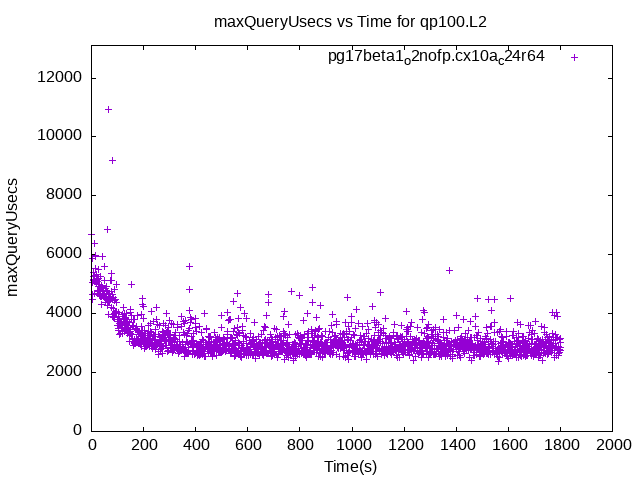 maxQueryUsecs vs Time for qp100.L2
pg17beta1ₒ2nofp.cx10a_c24r64
12000
10000
8000
6000
4000
2000
0
maxQueryUsecs
0 200 400 600 800 1000 1200 1400 1600 1800 2000
Time(s)